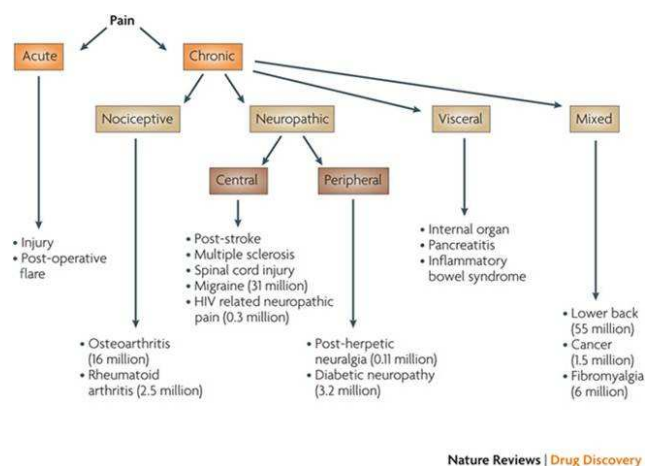 Pain
Acute
Chronic
Nociceptive
Neuropathic
Visceral
Mixed
Central
Peripheral
• Injury
• Post-operative
flare
• Post-stroke
• Multiple sclerosis
• Spinal cord injury
• Migraine (31 million)
• HIV related neuropathic
pain (0.3 million)
• Internal organ
• Pancreatitis
• Inflammatory
bowel syndrome
• Osteoarthritis
(16 million)
• Rheumatoid
arthritis (2.5 million)
• Post-herpetic
neuralgia (0.11 million)
• Diabetic neuropathy
(3.2 million)
• Lower back
(55 million)
• Cancer
(1.5 million)
• Fibromyalgia
(6 million)
Nature Reviews | Drug Discovery